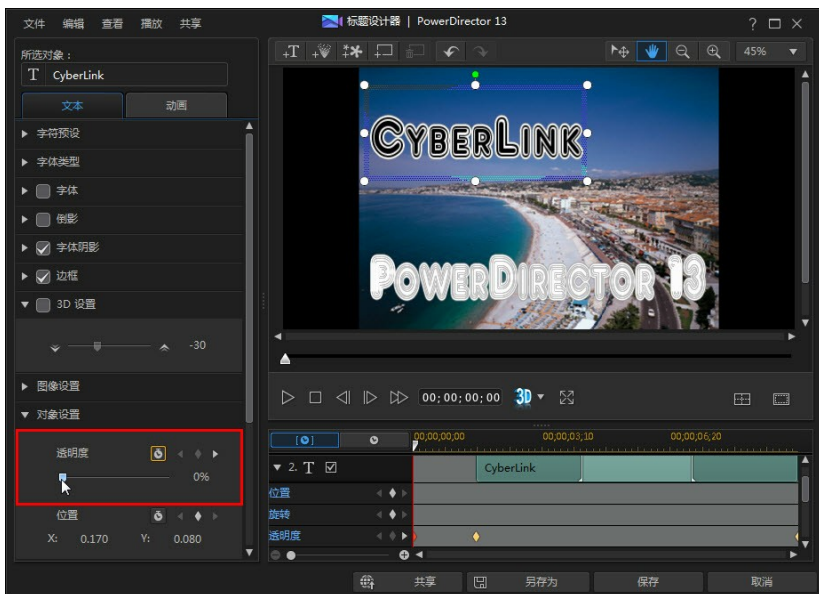 文件 编辑 查看 播放 共享 标题设计器 | PowerDirector 13 ?
所选对象：
T CyberLink
文本 动画
字符预设
字体类型
字体
倒影
字体阴影
边框
3D 设置
-30
图像设置
对象设置
透明度
0%
位置
X: 0.170 Y: 0.080
T 45%
CYBERLINK
POWERDIRECTOR 13
00;00;00;00 3D
00;00;00;00 00;00;03;10 00;00;06;20
2. T CyberLink
位置
旋转
透明度
共享 另存为 保存 取消